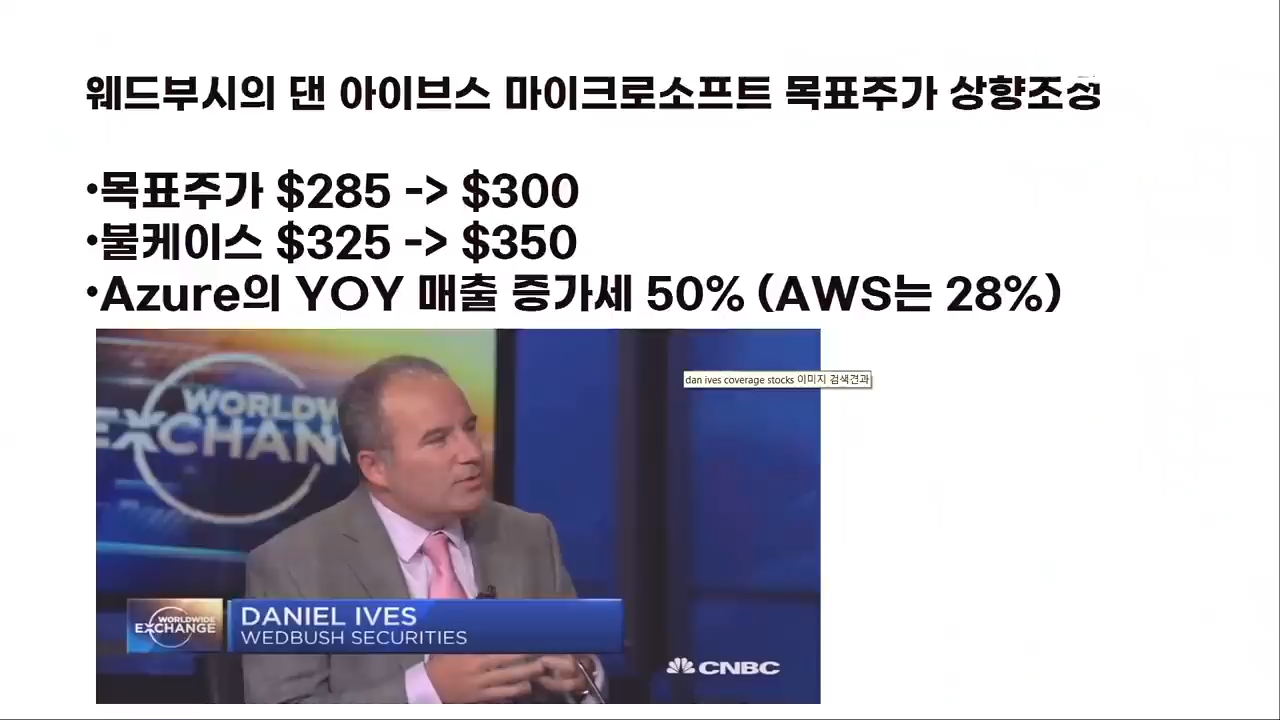 웨드부시의 댄 아이브스 마이크로소프트 목표주가 상향조성
•목표주가 $285 -> $300
•불케이스 $325 -> $350
•Azure의 YOY 매출 증가세 50% (AWS는 28%)
dan ives coverage stocks 이미지 검색결과
WORLDW
EXCHANG
DANIEL IVES
WORLDWIDE
EXCHANGE
WEDBUSH SECURITIES
CNBC